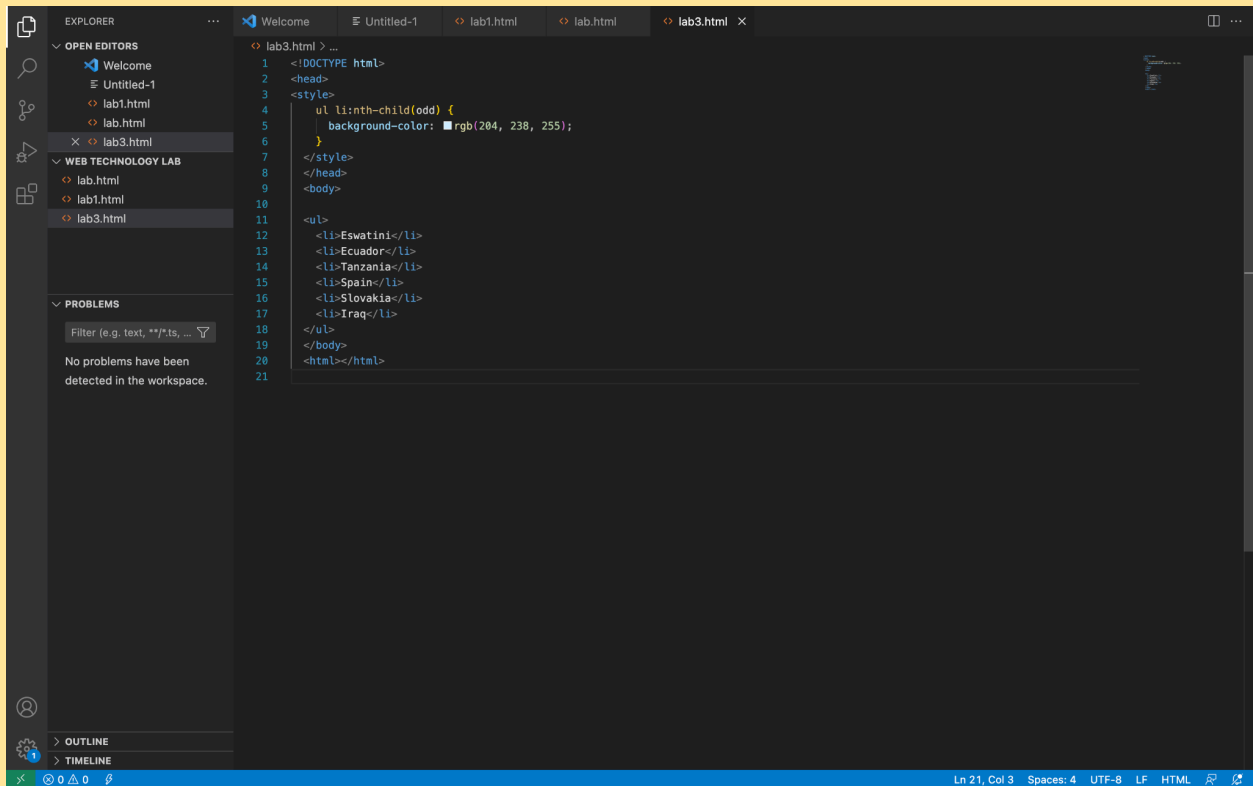 EXPLORER
OPEN EDITORS
Welcome
Untitled-1
lab1.html
lab.html
lab3.html
WEB TECHNOLOGY LAB
lab.html
lab1.html
lab3.html
PROBLEMS
Filter (e.g. text, **/*.ts, ...
No problems have been
detected in the workspace.
OUTLINE
TIMELINE
Welcome Untitled-1 lab1.html lab.html lab3.html
lab3.html > ...
1 <!DOCTYPE html>
2 <head>
3 <style>
4 ul li:nth-child(odd) {
5 background-color: rgb(204, 238, 255);
6 }
7 </style>
8 </head>
9 <body>
10
11 <ul>
12 <li>Eswatini</li>
13 <li>Ecuador</li>
14 <li>Tanzania</li>
15 <li>Spain</li>
16 <li>Slovakia</li>
17 <li>Iraq</li>
18 </ul>
19 </body>
20 <html></html>
21
1
0 0
Ln 21, Col 3 Spaces: 4 UTF-8 LF HTML